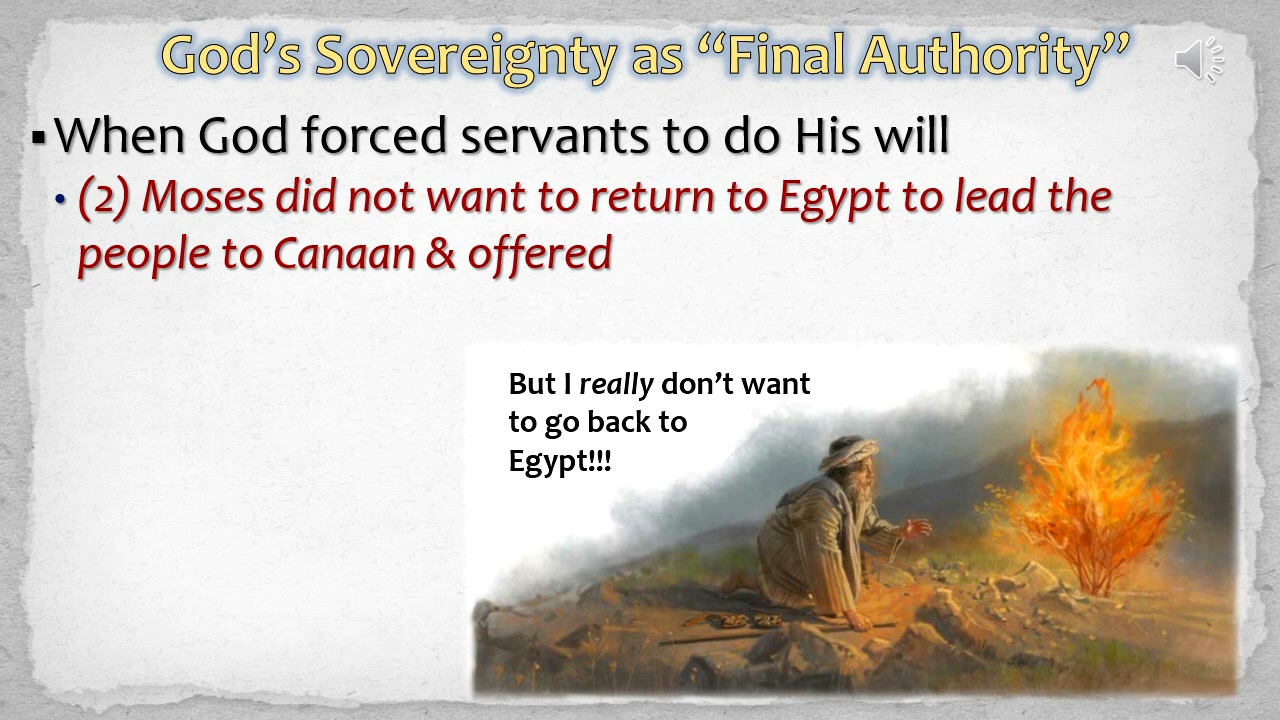 God’s Sovereignty as “Final Authority”
▪When God forced servants to do His will
• (2) Moses did not want to return to Egypt to lead the
people to Canaan & offered
But I really don’t want
to go back to
Egypt!!!